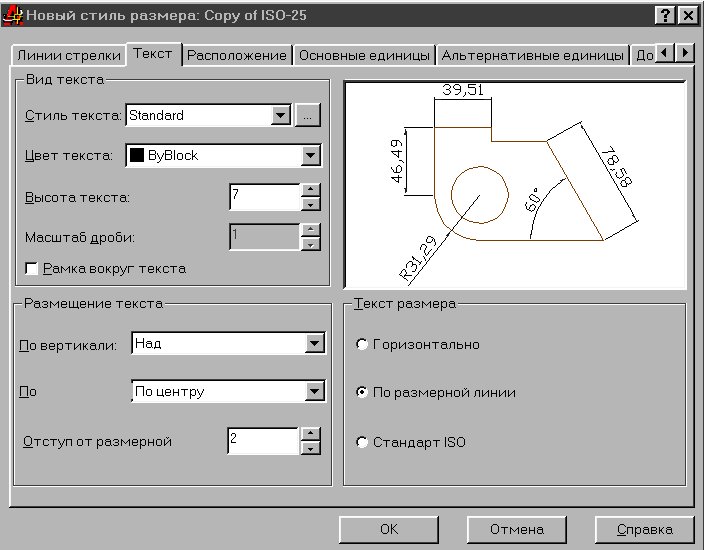 Новый стиль размера: Copy of ISO-25
Линии стрелки Текст Расположение Основные единицы Альтернативные единицы До
Вид текста
Стиль текста: Standard ...
Цвет текста: ByBlock
Высота текста: 7
Масштаб дроби: 1
Рамка вокруг текста
39,51
46,49
78,58
60°
R31,29
Размещение текста
По вертикали: Над
По По центру
Отступ от размерной 2
Текст размера
Горизонтально
По размерной линии
Стандарт ISO
OK Отмена Справка